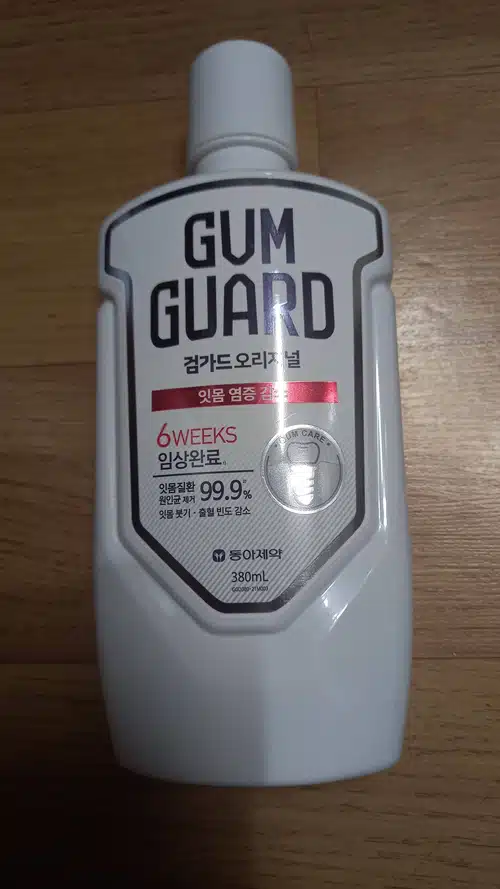 GUM
GUARD
검가드 오리지널
잇몸 염증 감소
6WEEKS
임상완료
GUM CARE
잇몸질환
원인균 제거 99.9%
잇몸 붓기 · 출혈 빈도 감소
동아제약
380mL